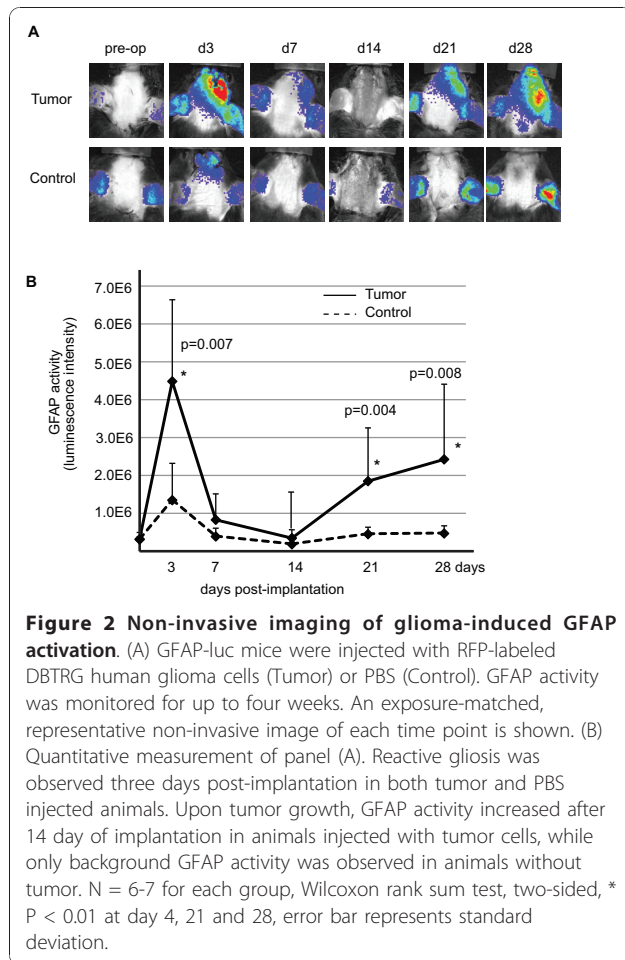 A
pre-op d3 d7 d14 d21 d28
Tumor
Control
B
7.0E6
6.0E6
5.0E6
4.0E6
3.0E6
2.0E6
1.0E6
GFAP activity
(luminescence intensity)
Tumor
Control
p=0.007
*
p=0.004
*
p=0.008
*
3 7 14 21 28 days
days post-implantation
Figure 2 Non-invasive imaging of glioma-induced GFAP
activation. (A) GFAP-luc mice were injected with RFP-labeled
DBTRG human glioma cells (Tumor) or PBS (Control). GFAP activity
was monitored for up to four weeks. An exposure-matched,
representative non-invasive image of each time point is shown. (B)
Quantitative measurement of panel (A). Reactive gliosis was
observed three days post-implantation in both tumor and PBS
injected animals. Upon tumor growth, GFAP activity increased after
14 day of implantation in animals injected with tumor cells, while
only background GFAP activity was observed in animals without
tumor. N = 6-7 for each group, Wilcoxon rank sum test, two-sided, *
P < 0.01 at day 4, 21 and 28, error bar represents standard
deviation.